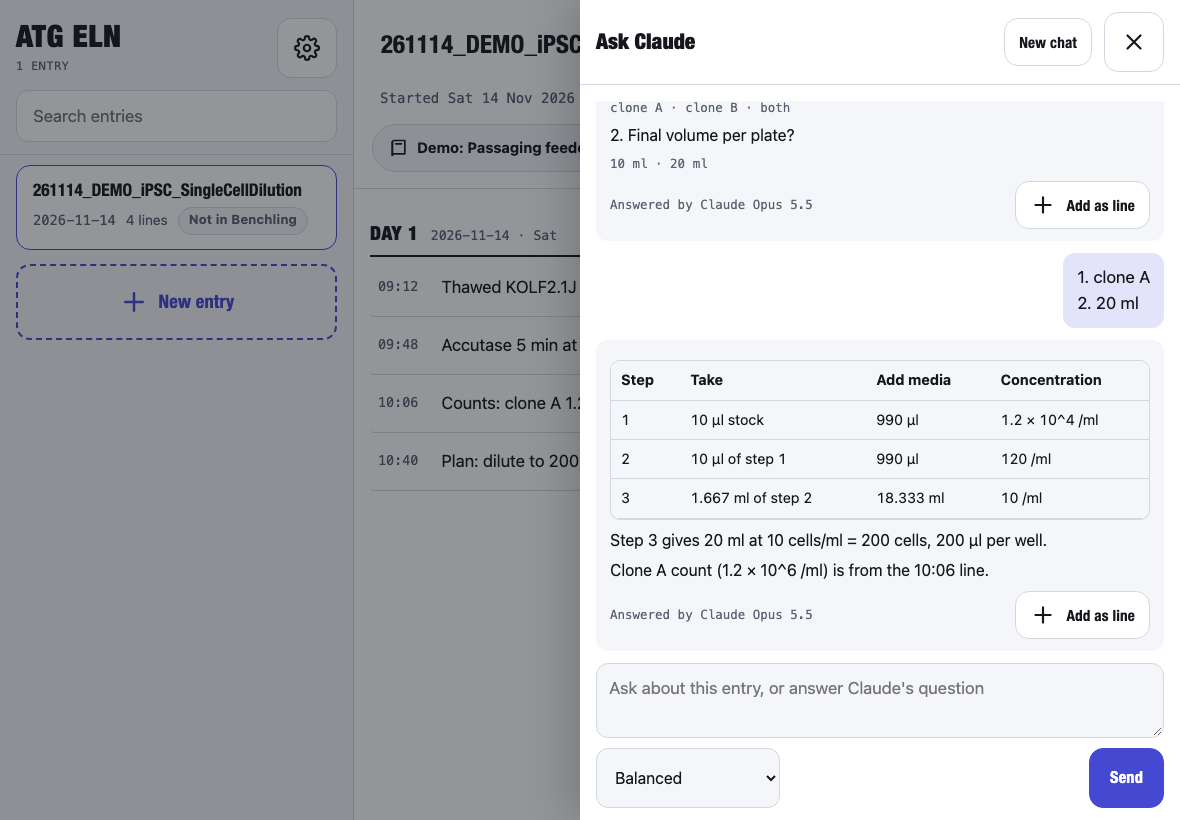 ATG ELN
1 ENTRY
Search entries
261114_DEMO_iPSC_SingleCellDilution
2026-11-14 4 lines Not in Benchling
New entry
261114_DEMO_iPSC
Started Sat 14 Nov 2026
Demo: Passaging feede
DAY 1 2026-11-14 · Sat
09:12 Thawed KOLF2.1J
09:48 Accutase 5 min at
10:06 Counts: clone A 1.2
10:40 Plan: dilute to 200
Ask Claude
New chat
clone A · clone B · both
2. Final volume per plate?
10 ml · 20 ml
Answered by Claude Opus 5.5
Add as line
1. clone A
2. 20 ml
Step Take Add media Concentration
1 10 µl stock 990 µl 1.2 × 10^4 /ml
2 10 µl of step 1 990 µl 120 /ml
3 1.667 ml of step 2 18.333 ml 10 /ml
Step 3 gives 20 ml at 10 cells/ml = 200 cells, 200 µl per well.
Clone A count (1.2 × 10^6 /ml) is from the 10:06 line.
Answered by Claude Opus 5.5
Add as line
Ask about this entry, or answer Claude's question
Balanced
Send